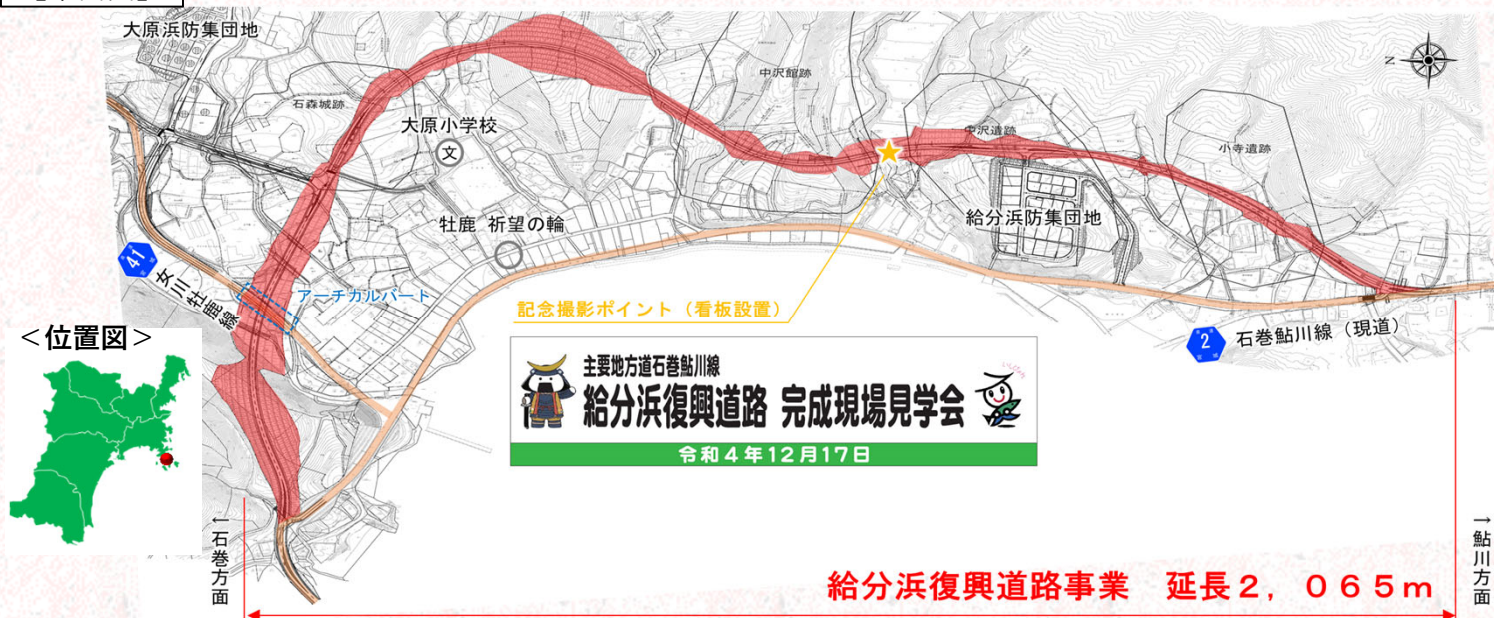 大原浜防集団地
中沢館跡
石森城跡
大原小学校
文
中沢遺跡
小寺遺跡
N
給分浜防集団地
牡鹿 祈望の輪
41
女川牡鹿線
アーチカルバート
記念撮影ポイント（看板設置）
2
石巻鮎川線（現道）
＜位置図＞
主要地方道石巻鮎川線
給分浜復興道路 完成現場見学会
令和４年12月17日
←石巻方面
→鮎川方面
給分浜復興道路事業　延長２，０６５ｍ